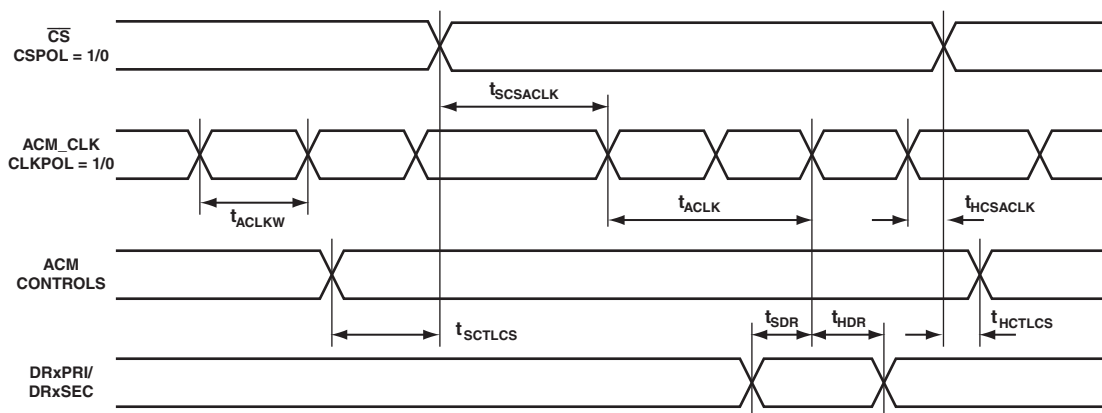 CS
CSPOL = 1/0
tSCSACLK
ACM_CLK
CLKPOL = 1/0
tACLKW
tACLK
tHCSACLK
ACM
CONTROLS
tSCTLCS
tSDR
tHDR
tHCTLCS
DRxPRI/
DRxSEC